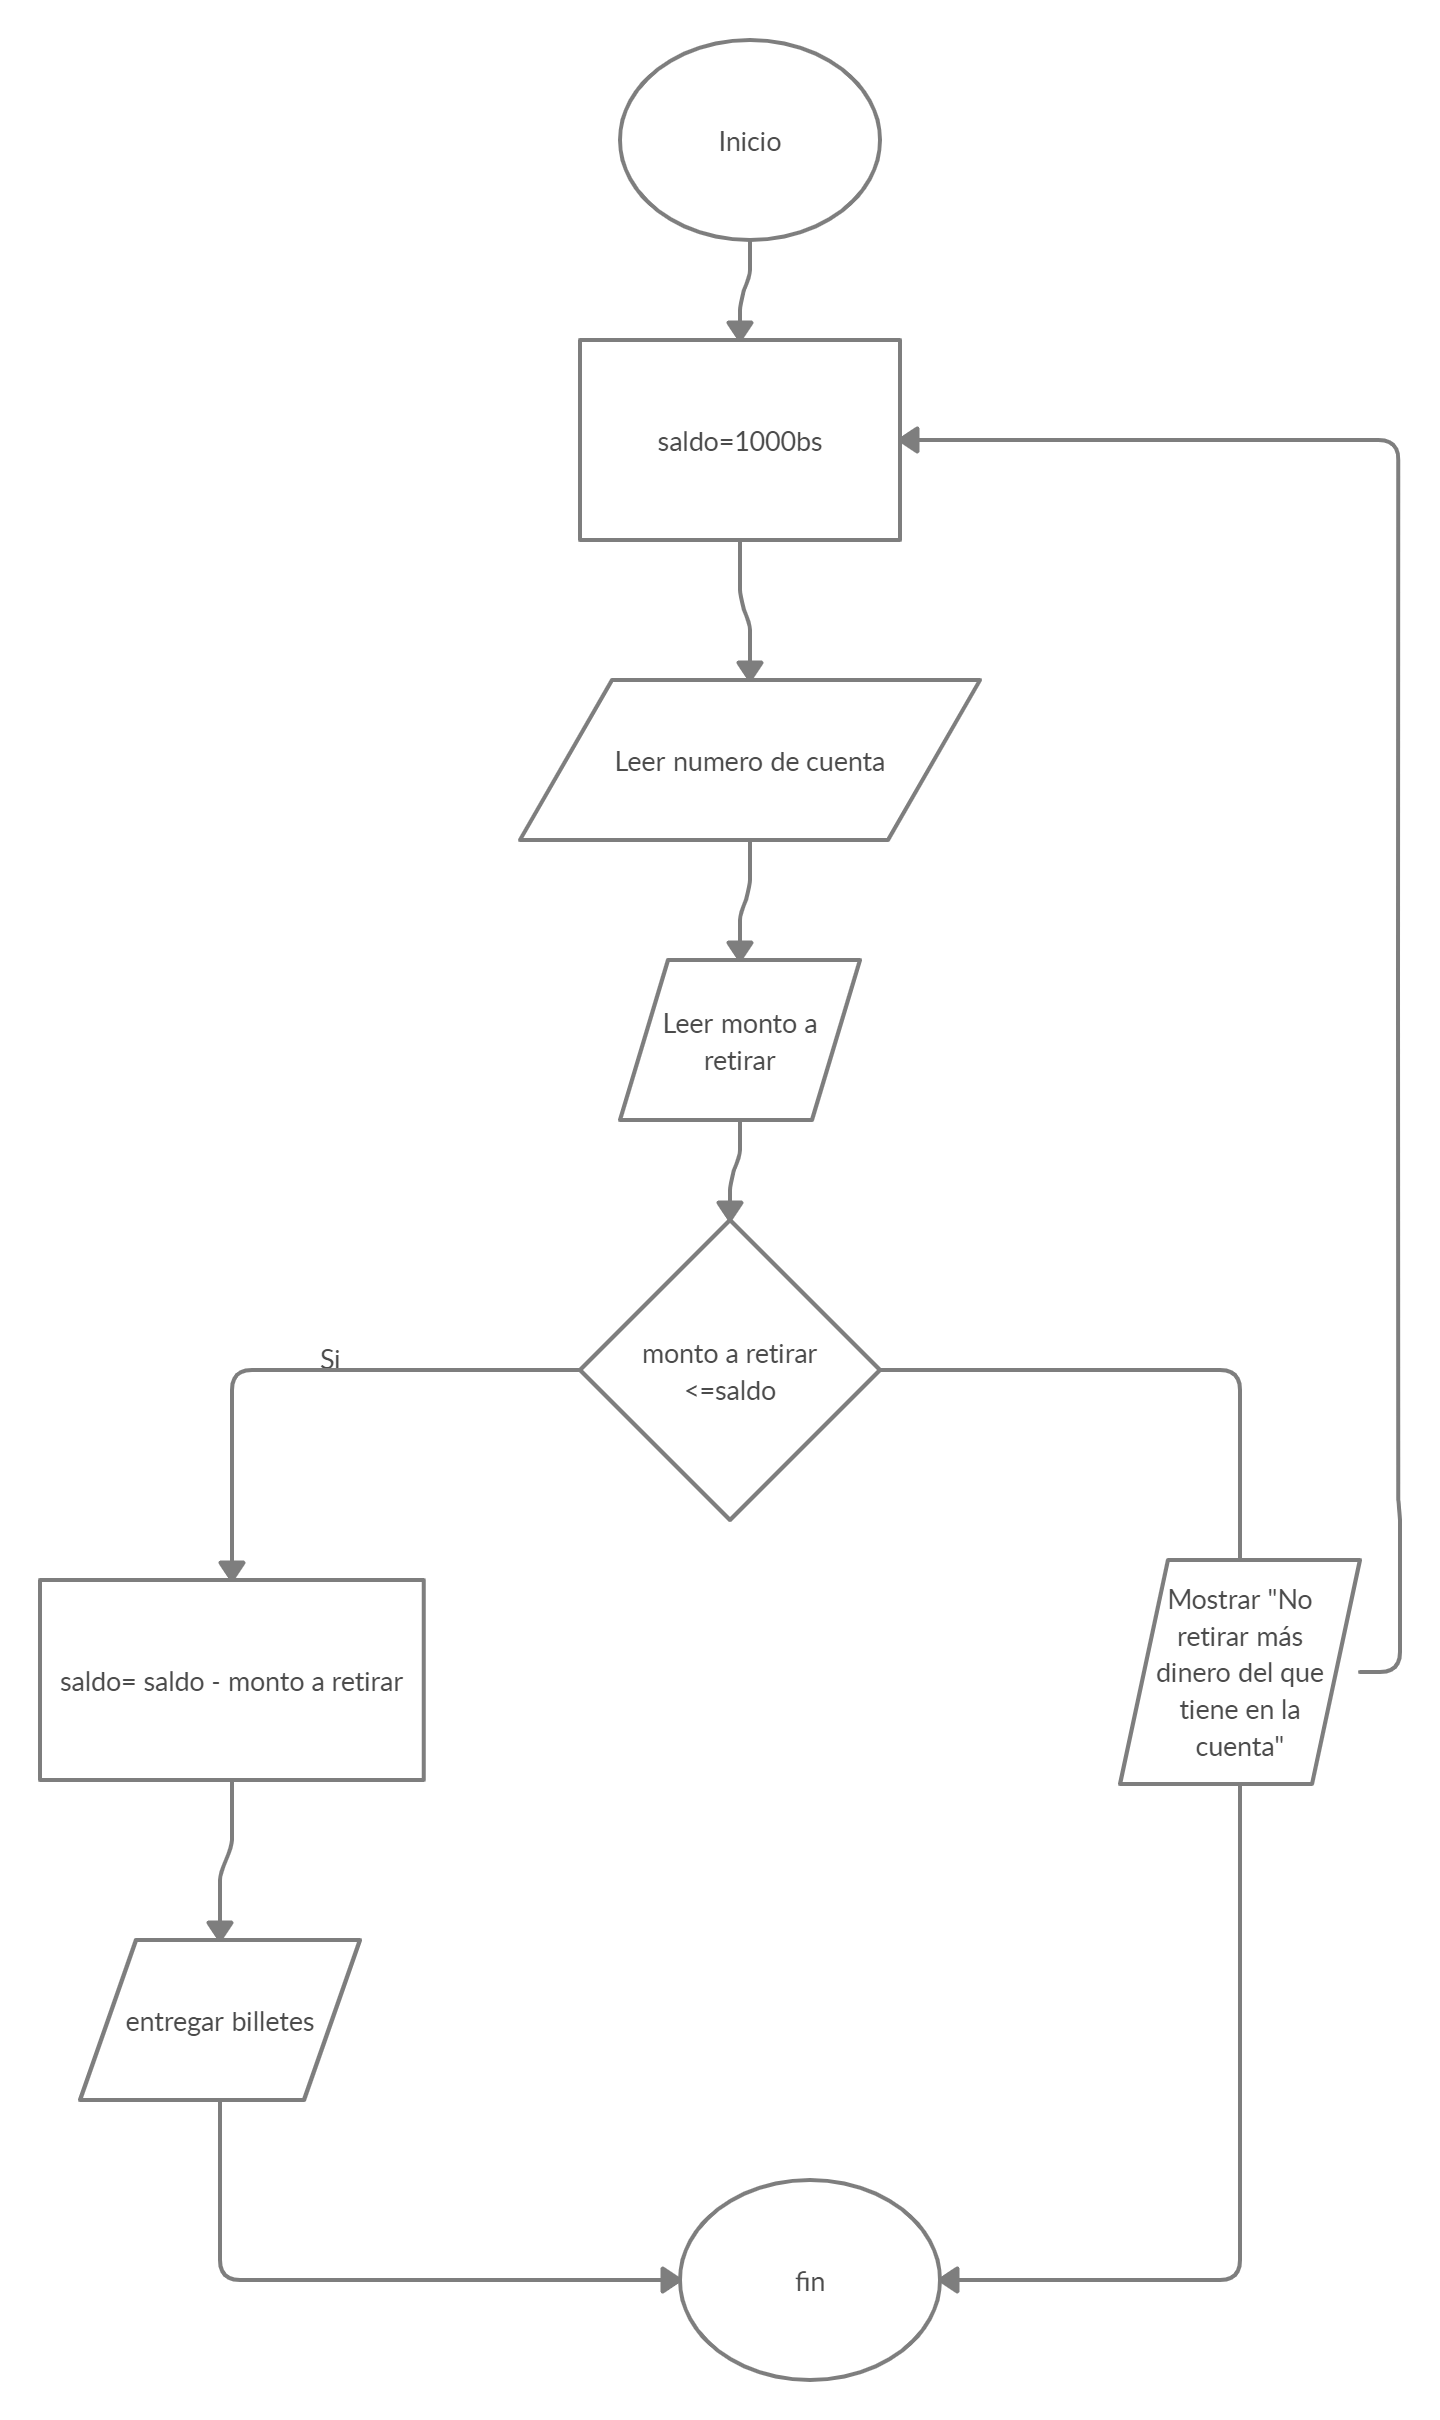 Inicio
saldo=1000bs
Leer numero de cuenta
Leer monto a
retirar
monto a retirar
<=saldo
Si
Mostrar "No
retirar más
dinero del que
tiene en la
cuenta"
saldo= saldo - monto a retirar
entregar billetes
fin